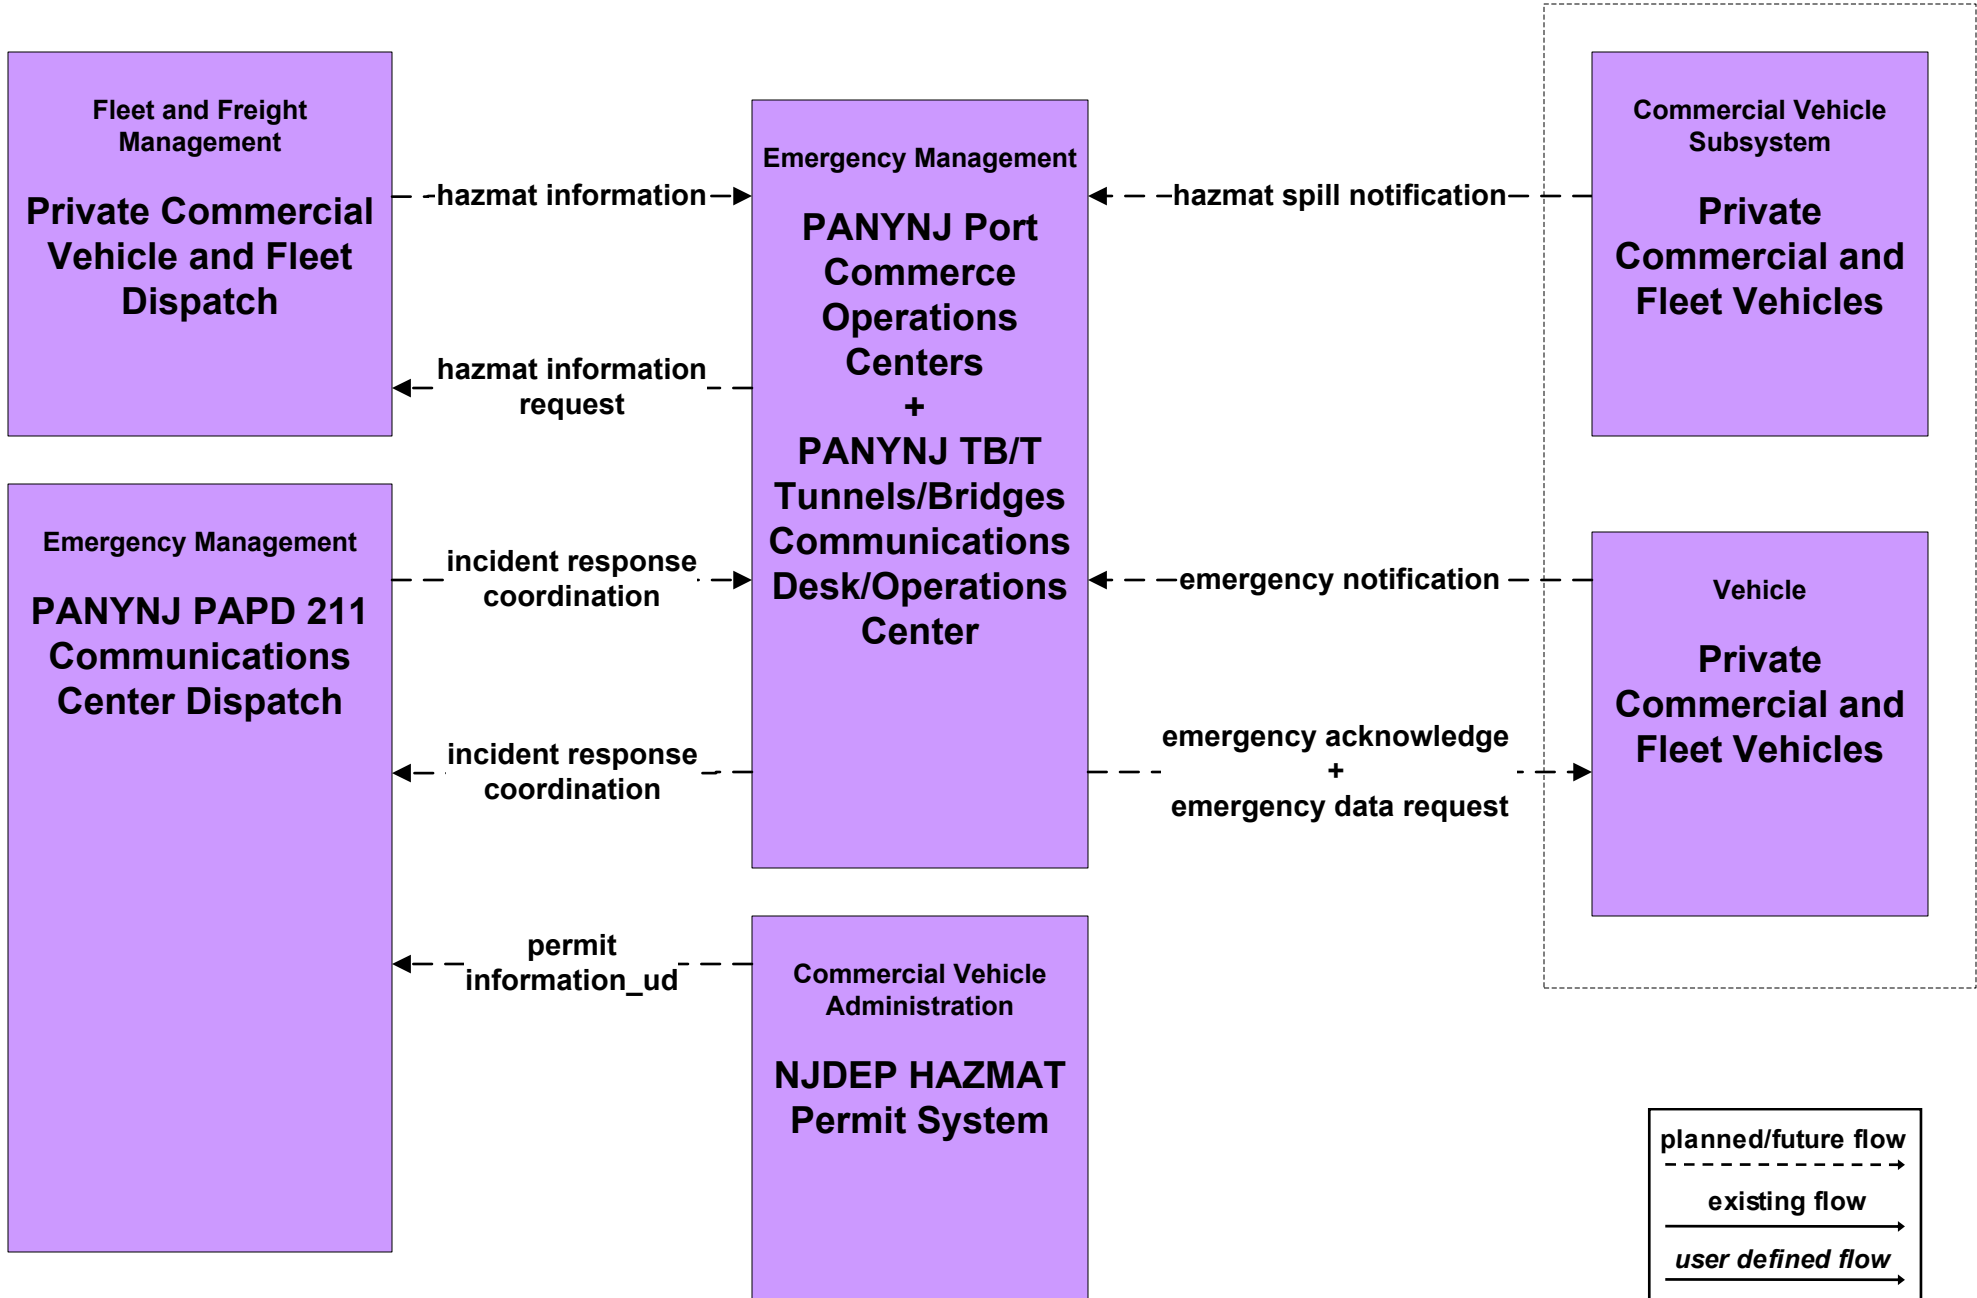 Fleet and Freight
Management
Private Commercial
Vehicle and Fleet
Dispatch
hazmat information
hazmat information
request
Emergency Management
PANYNJ Port
Commerce
Operations
Centers
+
PANYNJ TB/T
Tunnels/Bridges
Communications
Desk/Operations
Center
hazmat spill notification
Commercial Vehicle
Subsystem
Private
Commercial and
Fleet Vehicles
Emergency Management
PANYNJ PAPD 211
Communications
Center Dispatch
incident response
coordination
incident response
coordination
emergency notification
emergency acknowledge
+
emergency data request
Vehicle
Private
Commercial and
Fleet Vehicles
permit
information_ud
Commercial Vehicle
Administration
NJDEP HAZMAT
Permit System
planned/future flow
existing flow
user defined flow